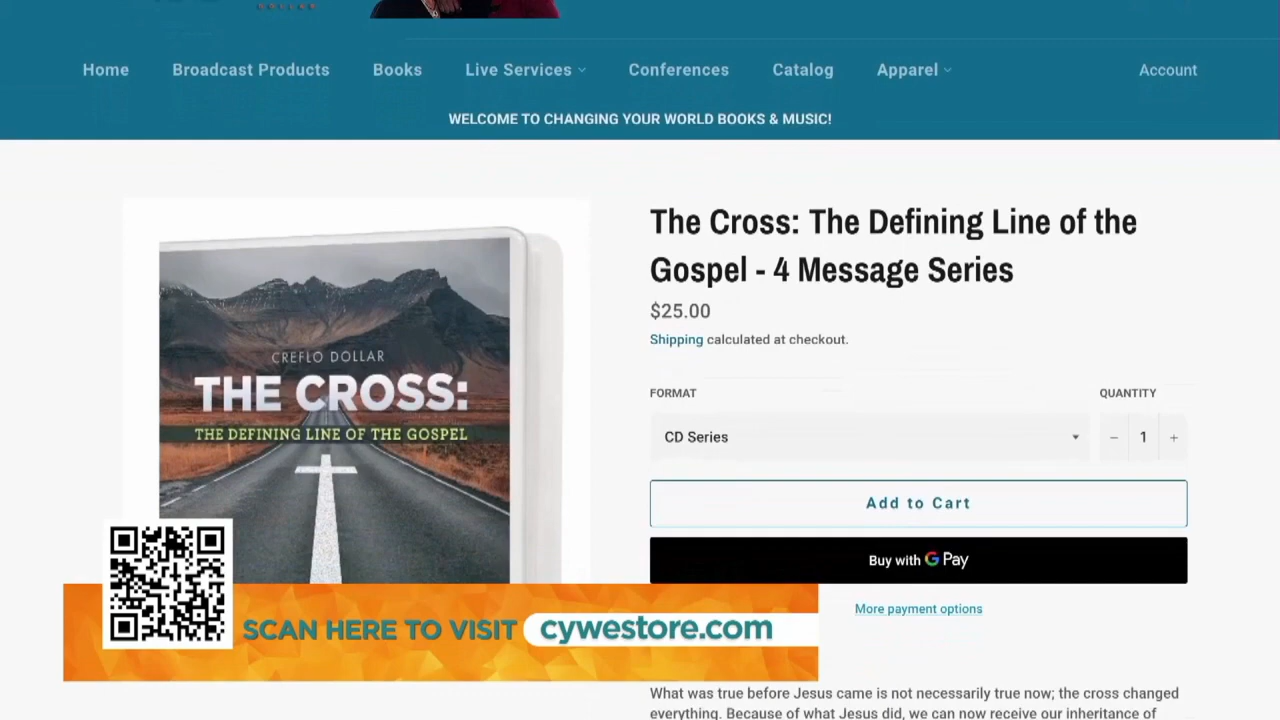 DOLLAR
Home Broadcast Products Books Live Services Conferences Catalog Apparel Account
WELCOME TO CHANGING YOUR WORLD BOOKS & MUSIC!
The Cross: The Defining Line of the
Gospel - 4 Message Series
$25.00
Shipping calculated at checkout.
FORMAT QUANTITY
CD Series − 1 +
Add to Cart
Buy with G Pay
More payment options
What was true before Jesus came is not necessarily true now; the cross changed
everything. Because of what Jesus did, we can now receive our inheritance of
CREFLO DOLLAR
THE CROSS:
THE DEFINING LINE OF THE GOSPEL
SCAN HERE TO VISIT cywestore.com